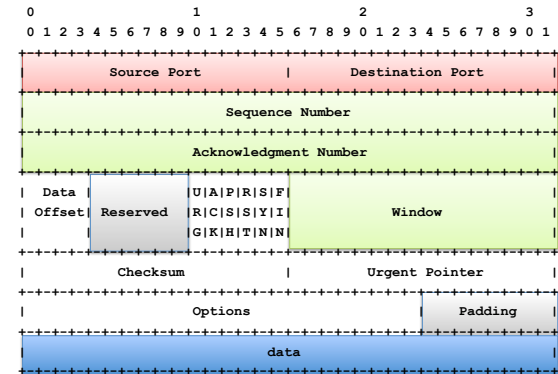 0                   1                   2                   3
0 1 2 3 4 5 6 7 8 9 0 1 2 3 4 5 6 7 8 9 0 1 2 3 4 5 6 7 8 9 0 1
+-+-+-+-+-+-+-+-+-+-+-+-+-+-+-+-+-+-+-+-+-+-+-+-+-+-+-+-+-+-+-+-+
| Source Port | Destination Port |
+-+-+-+-+-+-+-+-+-+-+-+-+-+-+-+-+-+-+-+-+-+-+-+-+-+-+-+-+-+-+-+-+
| Sequence Number |
+-+-+-+-+-+-+-+-+-+-+-+-+-+-+-+-+-+-+-+-+-+-+-+-+-+-+-+-+-+-+-+-+
| Acknowledgment Number |
+-+-+-+-+-+-+-+-+-+-+-+-+-+-+-+-+-+-+-+-+-+-+-+-+-+-+-+-+-+-+-+-+
| Data | |U|A|P|R|S|F| |
| Offset| Reserved |R|C|S|S|Y|I| Window |
| | |G|K|H|T|N|N| |
+-+-+-+-+-+-+-+-+-+-+-+-+-+-+-+-+-+-+-+-+-+-+-+-+-+-+-+-+-+-+-+-+
| Checksum | Urgent Pointer |
+-+-+-+-+-+-+-+-+-+-+-+-+-+-+-+-+-+-+-+-+-+-+-+-+-+-+-+-+-+-+-+-+
| Options | Padding |
+-+-+-+-+-+-+-+-+-+-+-+-+-+-+-+-+-+-+-+-+-+-+-+-+-+-+-+-+-+-+-+-+
| data |
+-+-+-+-+-+-+-+-+-+-+-+-+-+-+-+-+-+-+-+-+-+-+-+-+-+-+-+-+-+-+-+-+